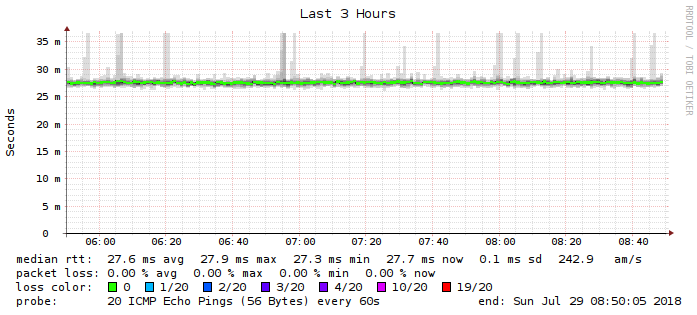 Last 3 Hours
RRDTOOL / TOBI OETIKER
Seconds
35 m
30 m
25 m
20 m
15 m
10 m
5 m
0
06:00 06:20 06:40 07:00 07:20 07:40 08:00 08:20 08:40
median rtt: 27.6 ms avg 27.9 ms max 27.3 ms min 27.7 ms now 0.1 ms sd 242.9 am/s
packet loss: 0.00 % avg 0.00 % max 0.00 % min 0.00 % now
loss color: 0 1/20 2/20 3/20 4/20 10/20 19/20
probe: 20 ICMP Echo Pings (56 Bytes) every 60s end: Sun Jul 29 08:50:05 2018